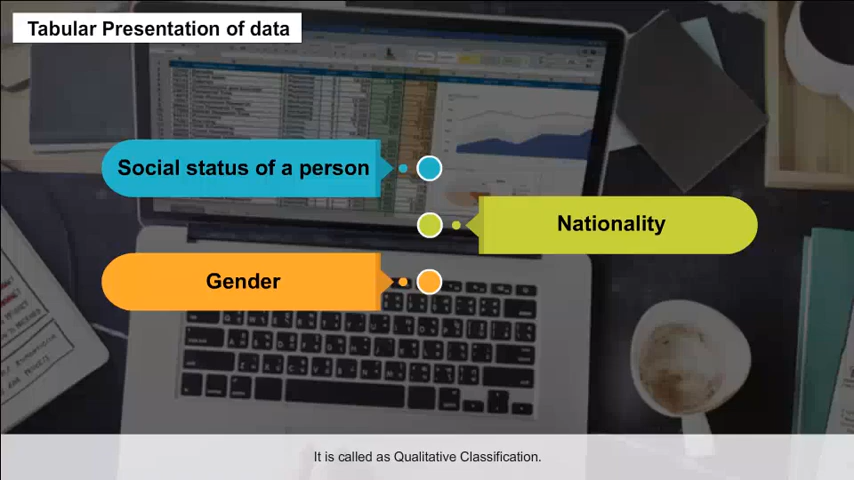 Tabular Presentation of data
Social status of a person
Nationality
Gender
It is called as Qualitative Classification.